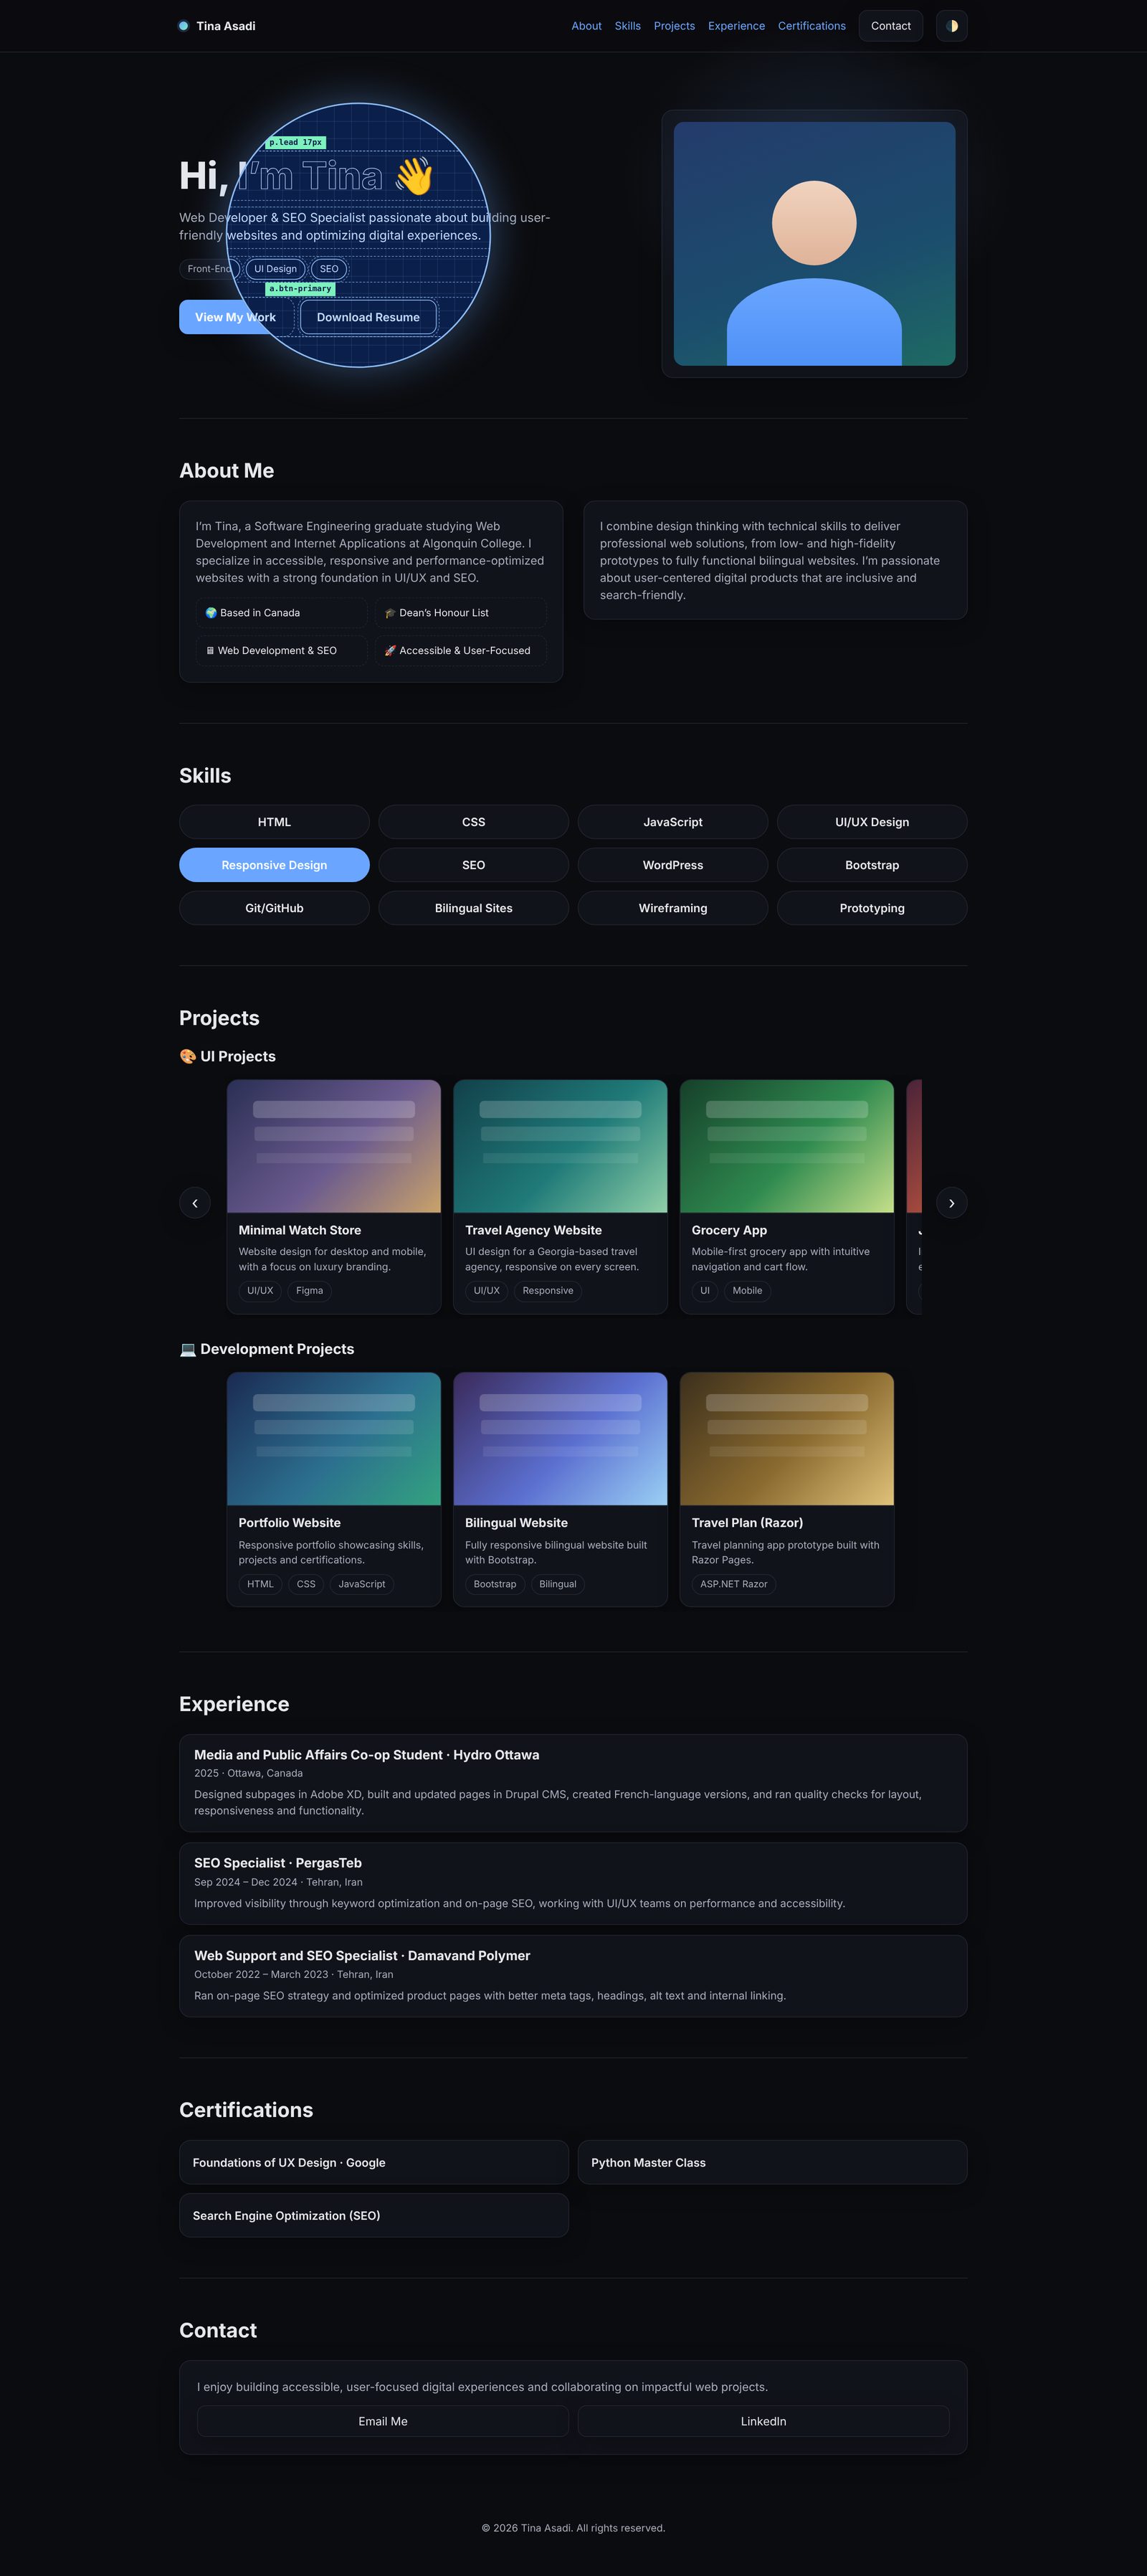 Tina Asadi
About Skills Projects Experience Certifications Contact
p.lead 17px
Hi, I’m Tina 👋
Web Developer & SEO Specialist passionate about building user-
friendly websites and optimizing digital experiences.
Front-End UI Design SEO
a.btn-primary
View My Work Download Resume
About Me
I’m Tina, a Software Engineering graduate studying Web
Development and Internet Applications at Algonquin College. I
specialize in accessible, responsive and performance-optimized
websites with a strong foundation in UI/UX and SEO.
🌍 Based in Canada 🎓 Dean’s Honour List
🖥 Web Development & SEO 🚀 Accessible & User-Focused
I combine design thinking with technical skills to deliver
professional web solutions, from low- and high-fidelity
prototypes to fully functional bilingual websites. I’m passionate
about user-centered digital products that are inclusive and
search-friendly.
Skills
HTML CSS JavaScript UI/UX Design
Responsive Design SEO WordPress Bootstrap
Git/GitHub Bilingual Sites Wireframing Prototyping
Projects
🎨 UI Projects
‹ ›
Minimal Watch Store
Website design for desktop and mobile,
with a focus on luxury branding.
UI/UX Figma
Travel Agency Website
UI design for a Georgia-based travel
agency, responsive on every screen.
UI/UX Responsive
Grocery App
Mobile-first grocery app with intuitive
navigation and cart flow.
UI Mobile
💻 Development Projects
Portfolio Website
Responsive portfolio showcasing skills,
projects and certifications.
HTML CSS JavaScript
Bilingual Website
Fully responsive bilingual website built
with Bootstrap.
Bootstrap Bilingual
Travel Plan (Razor)
Travel planning app prototype built with
Razor Pages.
ASP.NET Razor
Experience
Media and Public Affairs Co-op Student · Hydro Ottawa
2025 · Ottawa, Canada
Designed subpages in Adobe XD, built and updated pages in Drupal CMS, created French-language versions, and ran quality checks for layout,
responsiveness and functionality.
SEO Specialist · PergasTeb
Sep 2024 – Dec 2024 · Tehran, Iran
Improved visibility through keyword optimization and on-page SEO, working with UI/UX teams on performance and accessibility.
Web Support and SEO Specialist · Damavand Polymer
October 2022 – March 2023 · Tehran, Iran
Ran on-page SEO strategy and optimized product pages with better meta tags, headings, alt text and internal linking.
Certifications
Foundations of UX Design · Google Python Master Class
Search Engine Optimization (SEO)
Contact
I enjoy building accessible, user-focused digital experiences and collaborating on impactful web projects.
Email Me LinkedIn
© 2026 Tina Asadi. All rights reserved.